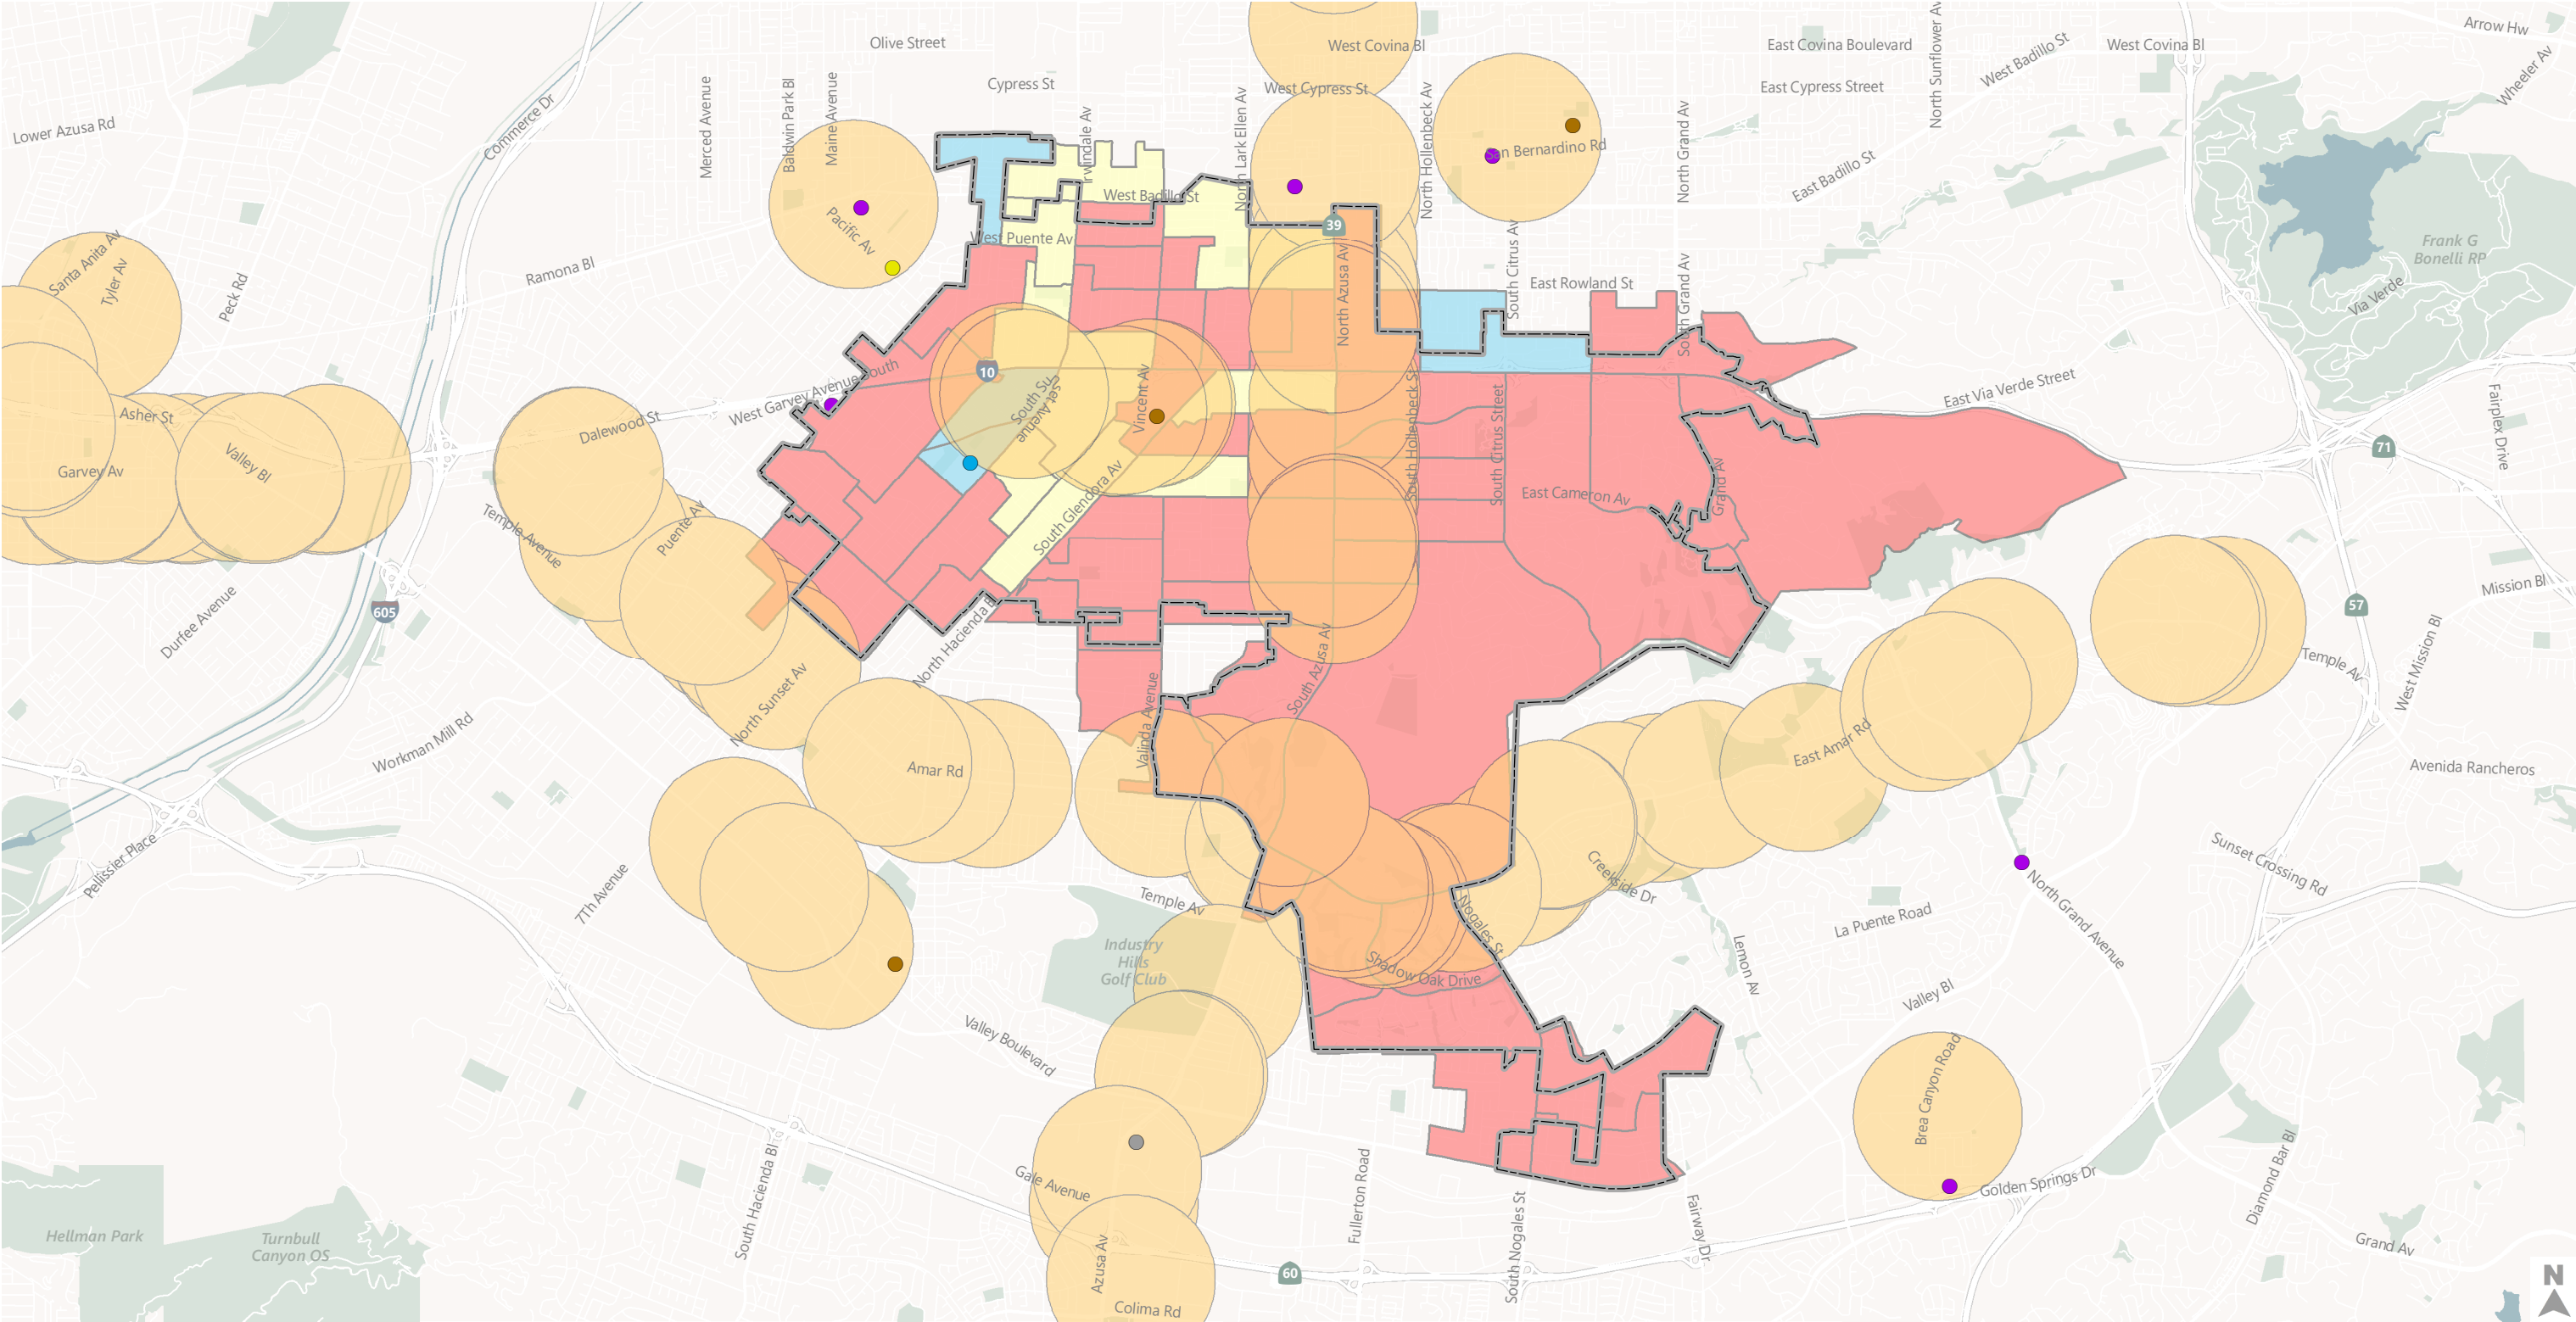 Olive Street
West Covina Bl
East Covina Boulevard
West Badillo St
West Covina Bl
Arrow Hw
Wheeler Av
North Sunflower Av
Cypress St
West Cypress St
East Cypress Street
Lower Azusa Rd
Commerce Dr
Merced Avenue
Baldwin Park Bl
Maine Avenue
Irwindale Av
North Lark Ellen Av
North Hollenbeck Av
San Bernardino Rd
North Grand Av
East Badillo St
West Badillo St
Pacific Av
West Puente Av
39
South Citrus Av
Frank G
Bonelli RP
Santa Anita Av
Tyler Av
Peck Rd
Ramona Bl
North Azusa Av
East Rowland St
South Grand Av
Via Verde
10
West Garvey Avenue South
South Sunset Avenue
Vincent Av
South Hollenbeck St
South Citrus Street
East Via Verde Street
Fairplex Drive
Asher St
Dalewood St
71
Garvey Av
Valley Bl
Temple Avenue
Puente Av
South Glendora Av
East Cameron Av
Grand Av
Durfee Avenue
605
North Hacienda Bl
Mission Bl
57
West Mission Bl
Temple Av
South Azusa Av
North Sunset Av
Valinda Avenue
Workman Mill Rd
Amar Rd
East Amar Rd
Avenida Rancheros
Pellissier Place
7Th Avenue
Temple Av
Creekside Dr
Nogales St
North Grand Avenue
Sunset Crossing Rd
La Puente Road
Industry
Hills
Golf Club
Shadow Oak Drive
Lemon Av
Valley Bl
Valley Boulevard
Brea Canyon Road
South Hacienda Bl
Gale Avenue
Fullerton Road
South Nogales St
Fairway Dr
Golden Springs Dr
Diamond Bar Bl
Hellman Park
Turnbull
Canyon OS
Azusa Av
60
Grand Av
Colima Rd
N